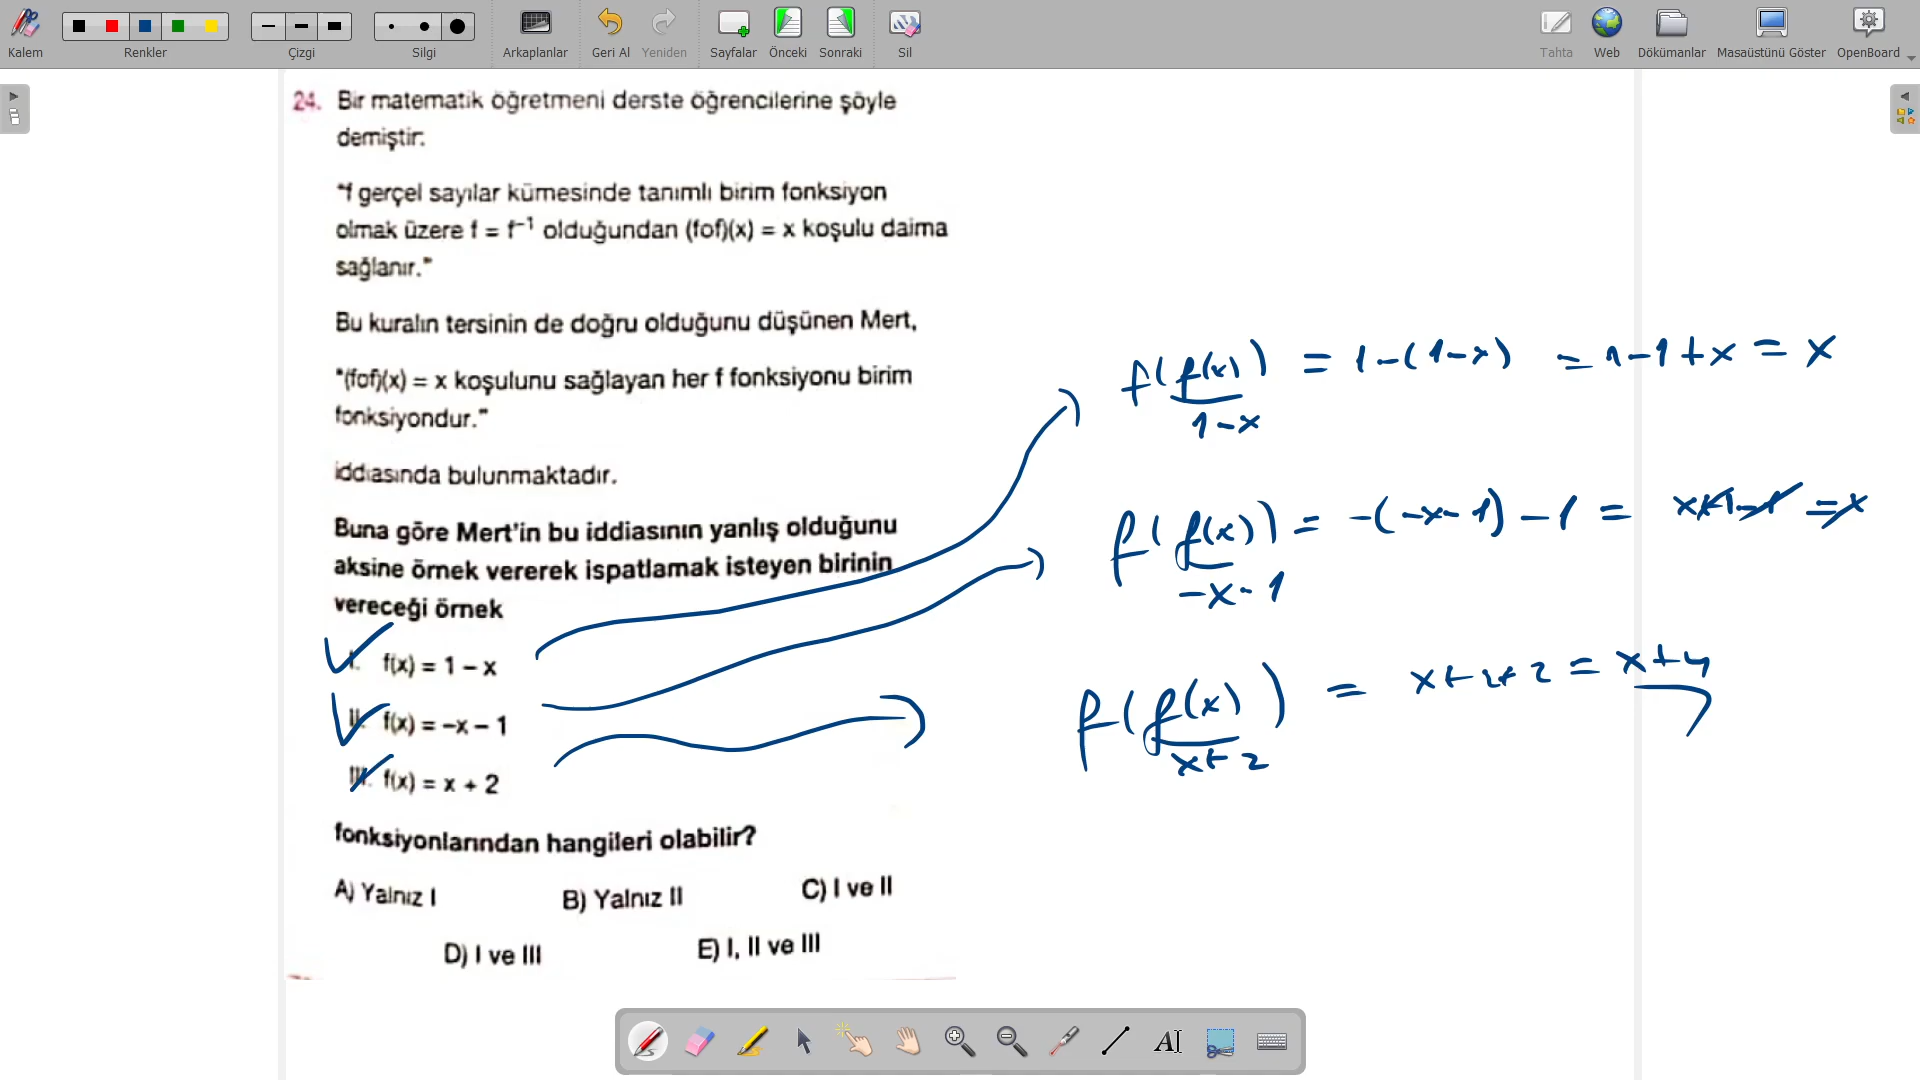 Kalem
Renkler
Çizgi
Silgi
Arkaplanlar
Geri Al
Yeniden
Sayfalar
Önceki
Sonraki
Sil
Tahta
Web
Dökümanlar
Masaüstünü Göster
OpenBoard
24. Bir matematik öğretmeni derste öğrencilerine şöyle
demiştir:
"f gerçel sayılar kümesinde tanımlı birim fonksiyon
olmak üzere f = f⁻¹ olduğundan (fof)(x) = x koşulu daima
sağlanır."
Bu kuralın tersinin de doğru olduğunu düşünen Mert,
"(fof)(x) = x koşulunu sağlayan her f fonksiyonu birim
fonksiyondur."
iddiasında bulunmaktadır.
Buna göre Mert'in bu iddiasının yanlış olduğunu
aksine örnek vererek ispatlamak isteyen birinin
vereceği örnek
I. f(x) = 1 − x
II. f(x) = −x − 1
III. f(x) = x + 2
fonksiyonlarından hangileri olabilir?
A) Yalnız I
B) Yalnız II
C) I ve II
D) I ve III
E) I, II ve III
f(f(x)) = 1-(1-x) = 1-1+x = x
1-x
f(f(x)) = -(-x-1)-1 = x+1-1 = x
-x-1
f(f(x)) = x+2+2 = x+4
x+2
AI